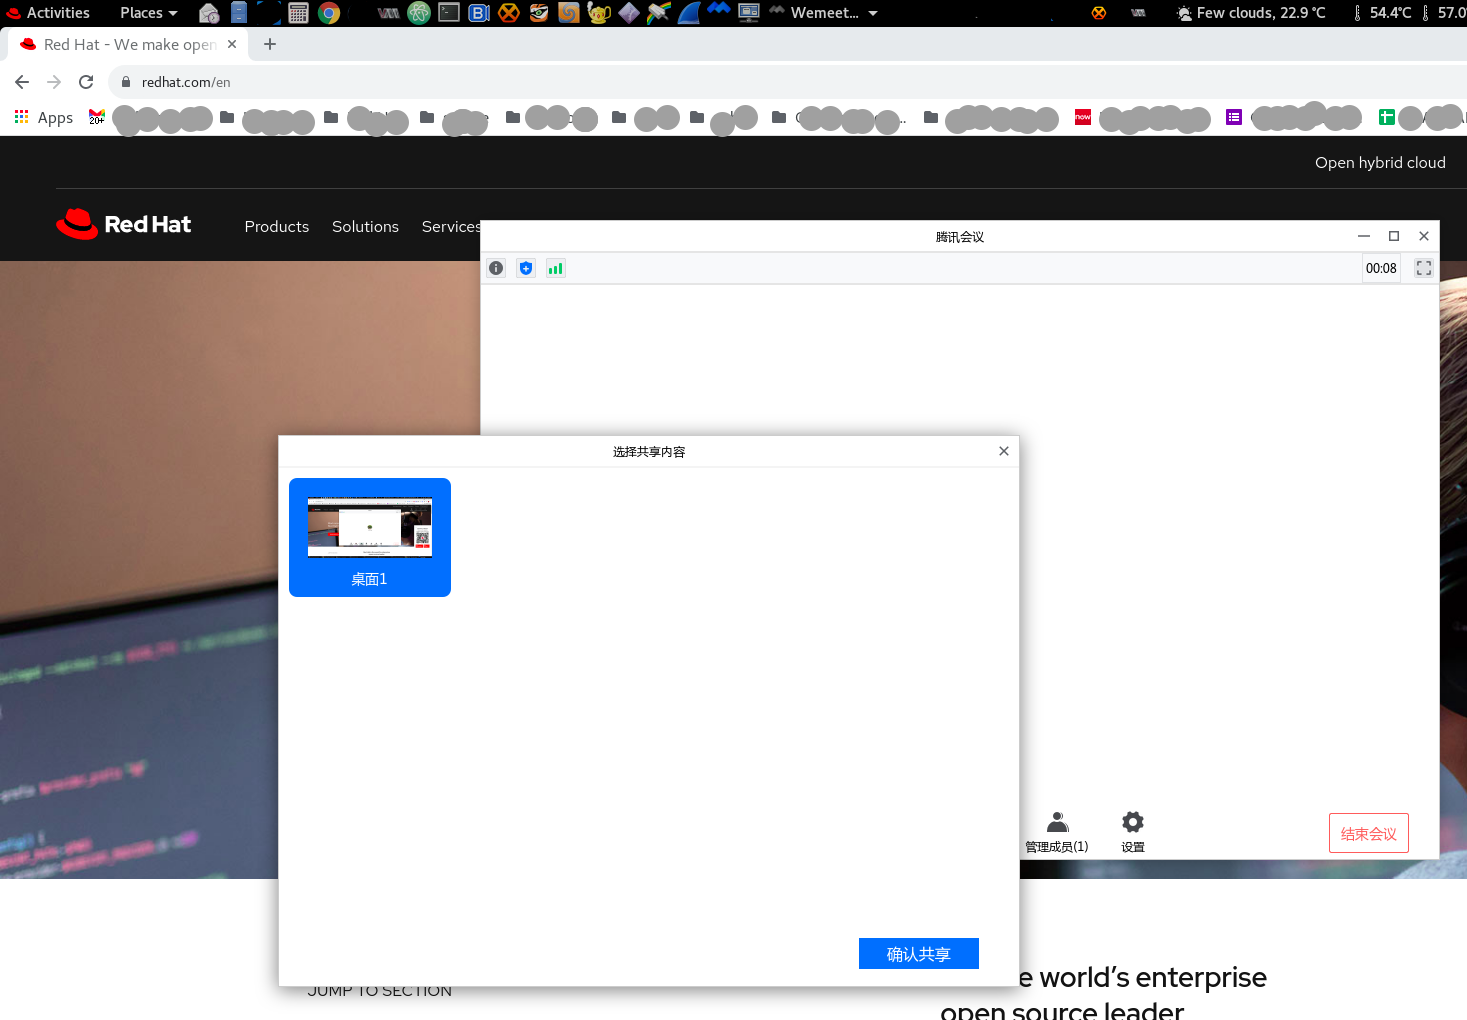 Activities
Places
Wemeet...
Few clouds, 22.9 °C
54.4°C
57.0
Red Hat - We make open
redhat.com/en
Apps
20+
now
Open hybrid cloud
Red Hat
Products
Solutions
Services
腾讯会议
00:08
选择共享内容
桌面1
管理成员(1)
设置
结束会议
确认共享
JUMP TO SECTION
e world’s enterprise
open source leader